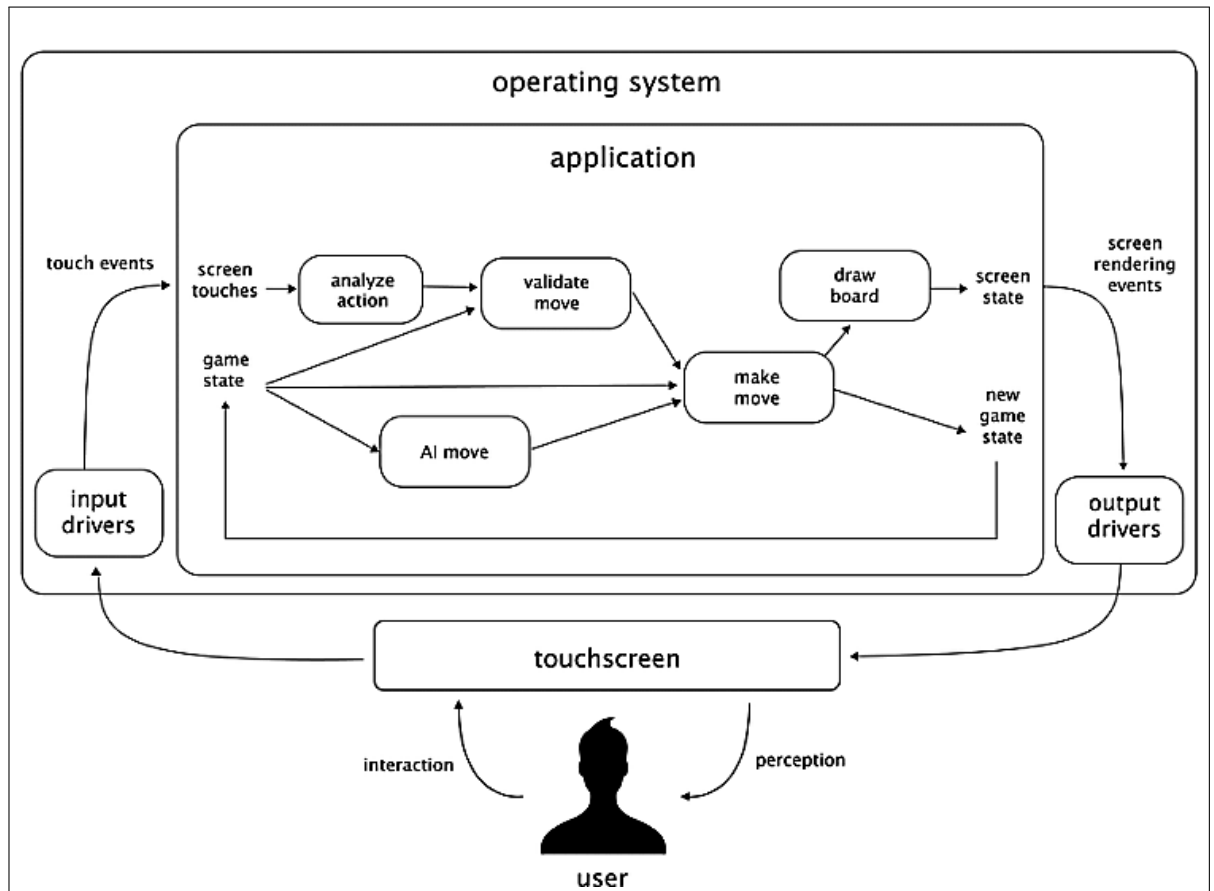 operating system
application
touch events
screen
touches
analyze
action
validate
move
draw
board
screen
state
screen
rendering
events
game
state
make
move
new
game
state
AI move
input
drivers
output
drivers
touchscreen
interaction
perception
user